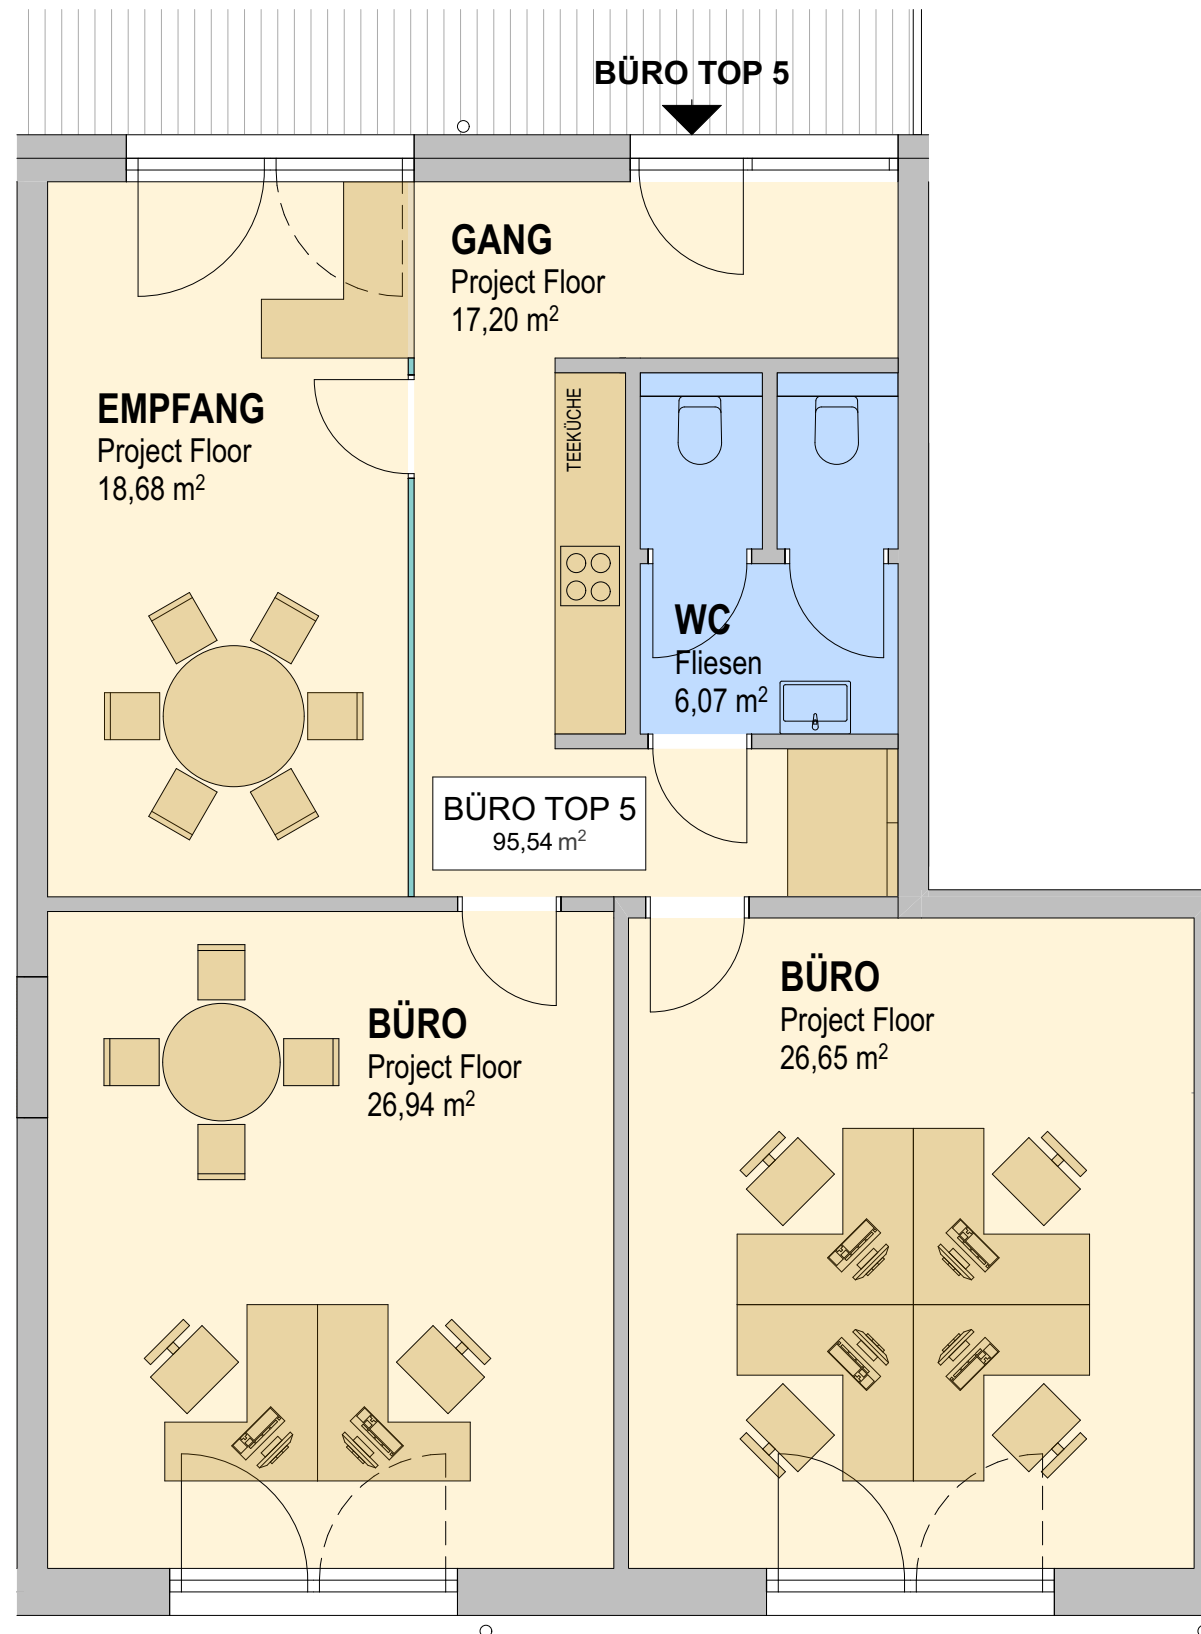 BÜRO TOP 5
GANG
Project Floor
17,20 m²
EMPFANG
Project Floor
18,68 m²
TEEKÜCHE
WC
Fliesen
6,07 m²
BÜRO TOP 5
95,54 m²
BÜRO
Project Floor
26,94 m²
BÜRO
Project Floor
26,65 m²